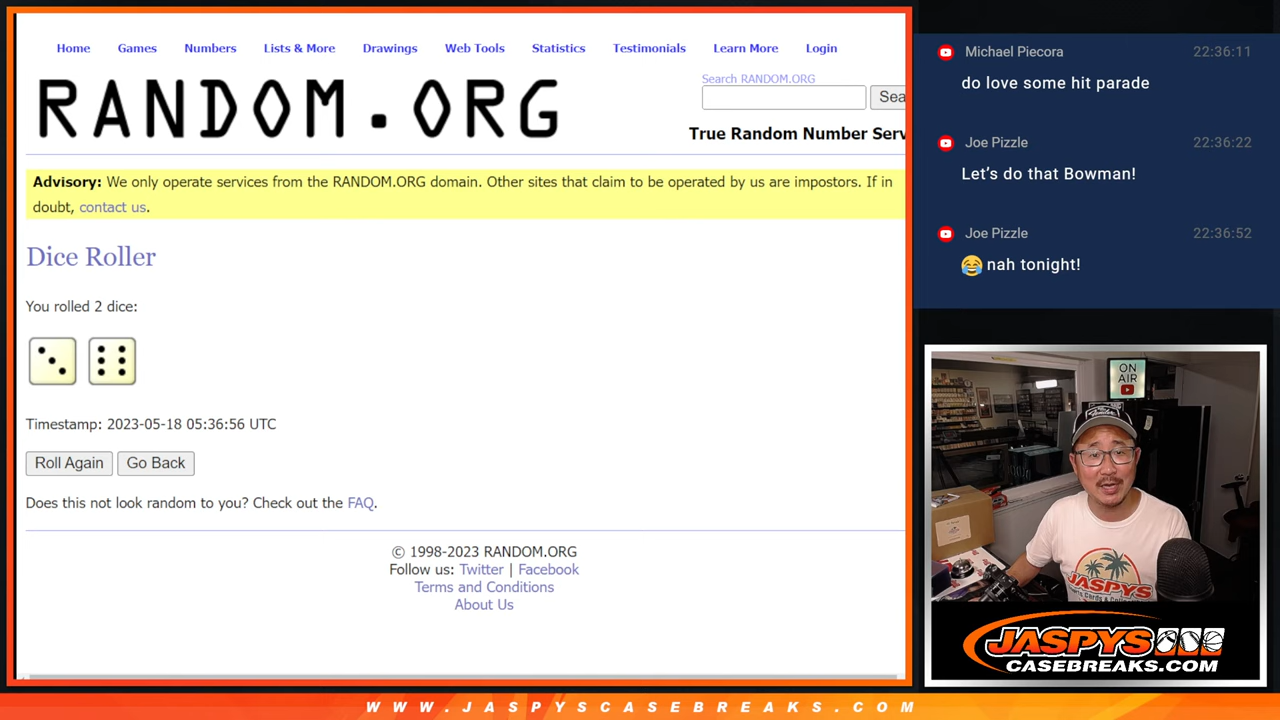 Home Games Numbers Lists & More Drawings Web Tools Statistics Testimonials Learn More Login
RANDOM.ORG
Search RANDOM.ORG
Sea
True Random Number Serv
Advisory: We only operate services from the RANDOM.ORG domain. Other sites that claim to be operated by us are impostors. If in
doubt, contact us.
Dice Roller
You rolled 2 dice:
Timestamp: 2023-05-18 05:36:56 UTC
Roll Again Go Back
Does this not look random to you? Check out the FAQ.
© 1998-2023 RANDOM.ORG
Follow us: Twitter | Facebook
Terms and Conditions
About Us
Michael Piecora 22:36:11
do love some hit parade
Joe Pizzle 22:36:22
Let’s do that Bowman!
Joe Pizzle 22:36:52
😂 nah tonight!
ON
AIR
JASPYS
JASPYS
CASEBREAKS.COM
WWW.JASPYSCASEBREAKS.COM